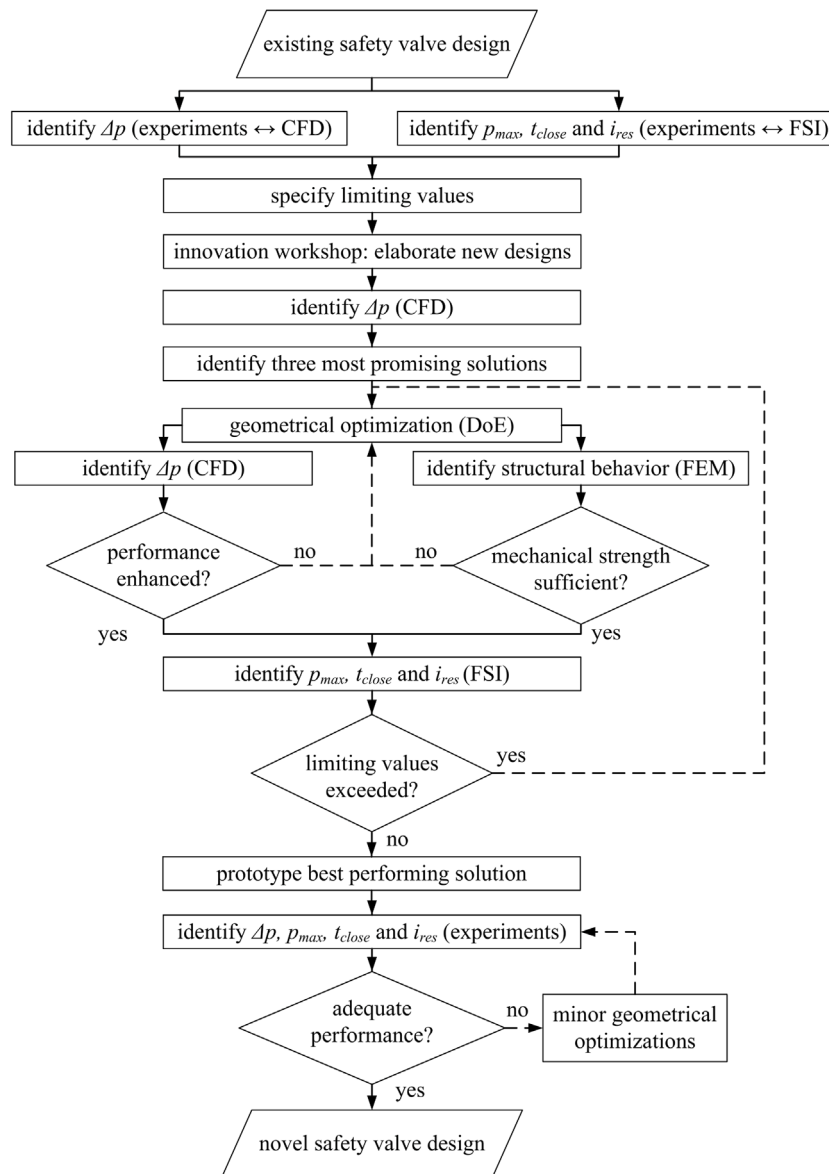 existing safety valve design
identify Δp (experiments ↔ CFD)
identify pmax, tclose and ires (experiments ↔ FSI)
specify limiting values
innovation workshop: elaborate new designs
identify Δp (CFD)
identify three most promising solutions
geometrical optimization (DoE)
identify Δp (CFD)
identify structural behavior (FEM)
performance
enhanced?
no
no
mechanical strength
sufficient?
yes
yes
identify pmax, tclose and ires (FSI)
limiting values
exceeded?
yes
no
prototype best performing solution
identify Δp, pmax, tclose and ires (experiments)
adequate
performance?
no
minor geometrical
optimizations
yes
novel safety valve design